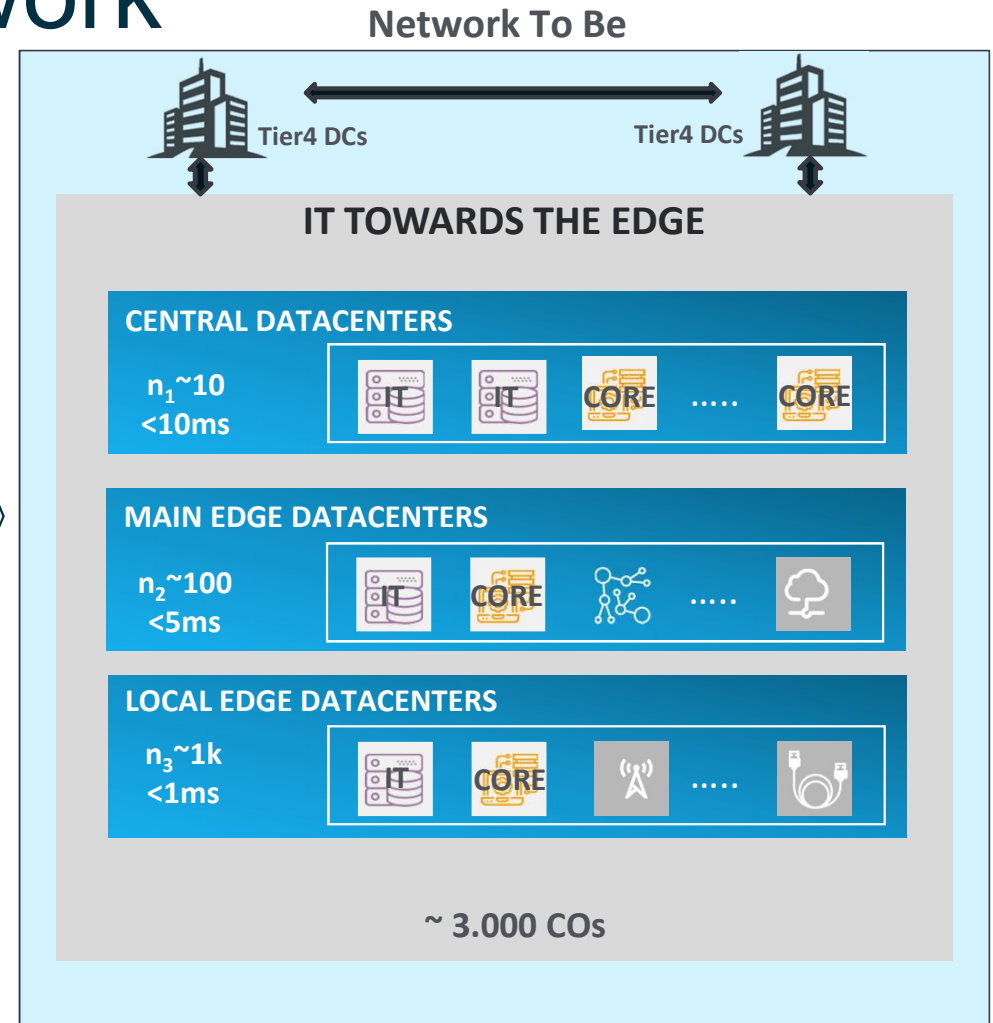 work
Network To Be
Tier4 DCs
Tier4 DCs
IT TOWARDS THE EDGE
CENTRAL DATACENTERS
n₁~10
<10ms
IT IT CORE ..... CORE
MAIN EDGE DATACENTERS
n₂~100
<5ms
IT CORE .....
LOCAL EDGE DATACENTERS
n₃~1k
<1ms
IT CORE .....
~ 3.000 COs